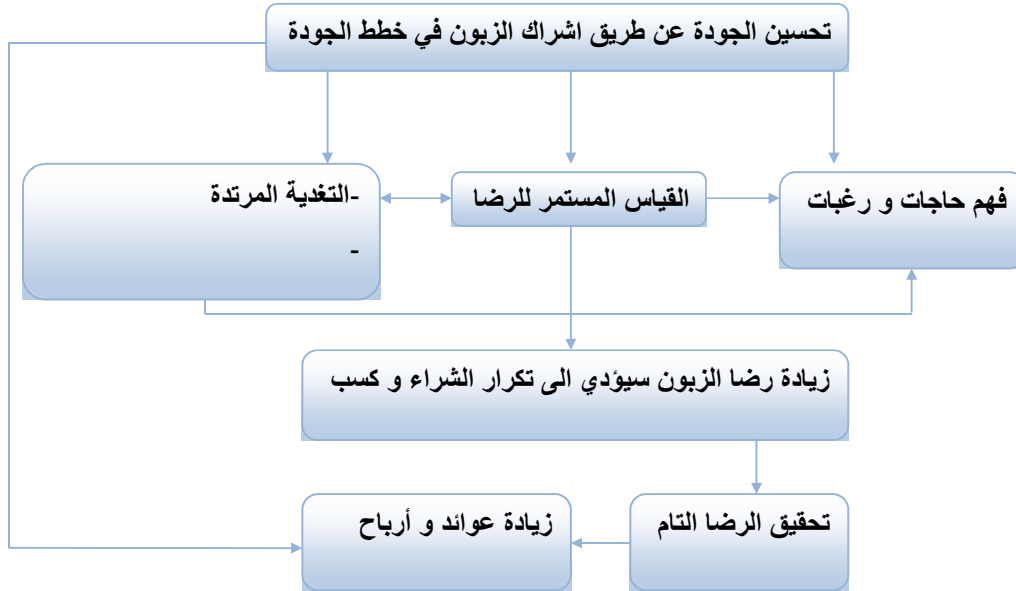 تحسين الجودة عن طريق اشراك الزبون في خطط الجودة
فهم حاجات و رغبات
القياس المستمر للرضا
-التغدية المرتدة
-
زيادة رضا الزبون سيؤدي الى تكرار الشراء و كسب
تحقيق الرضا التام
زيادة عوائد و أرباح